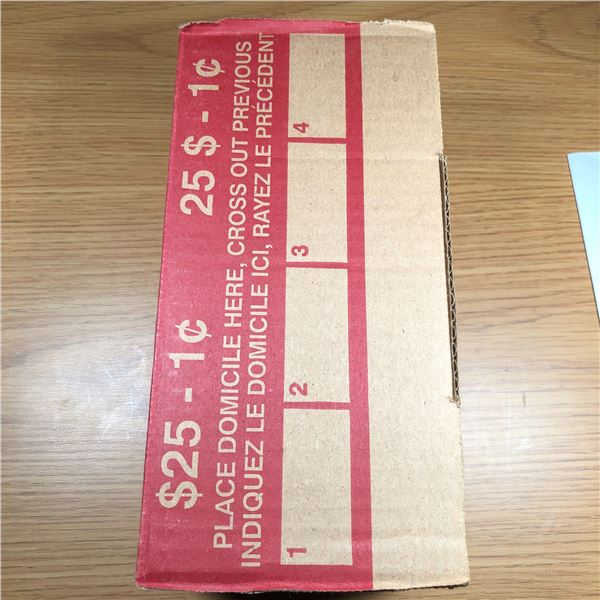 $25 - 1¢ 25 $ - 1¢
PLACE DOMICILE HERE, CROSS OUT PREVIOUS
INDIQUEZ LE DOMICILE ICI, RAYEZ LE PRÉCÉDENT
1 2 3 4